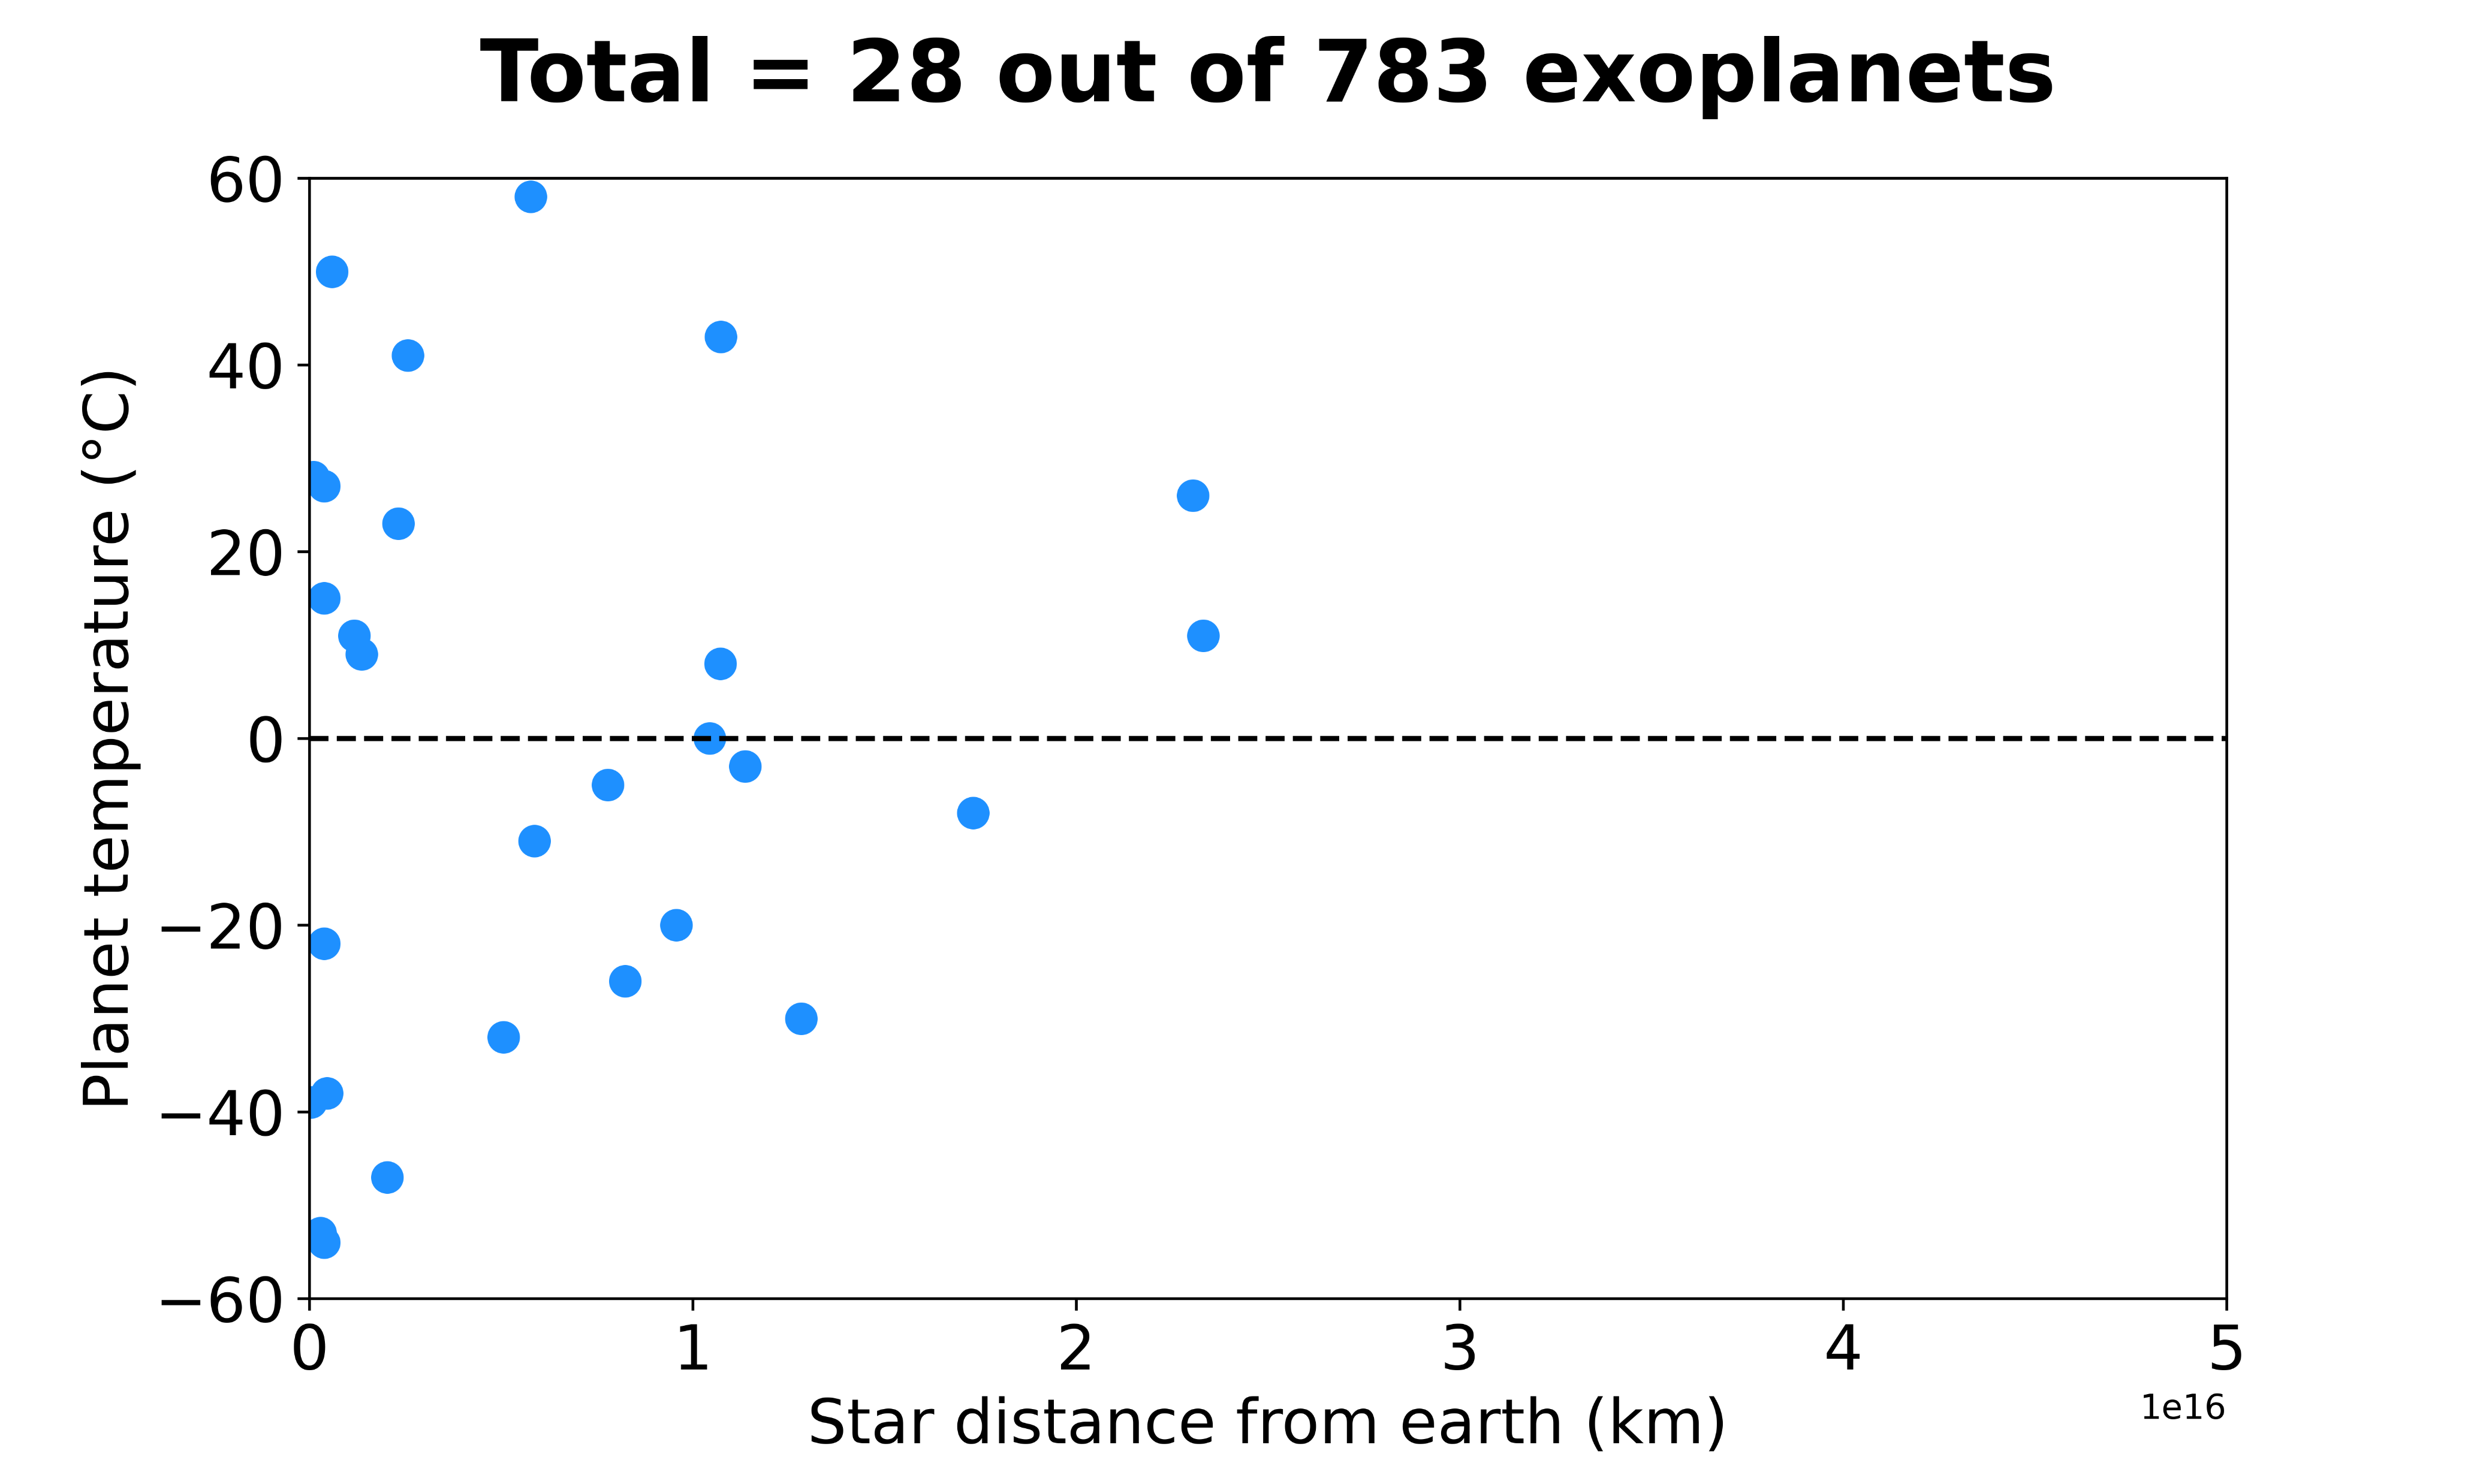 Total = 28 out of 783 exoplanets
Planet temperature (°C)
60
40
20
0
−20
−40
−60
0 1 2 3 4 5
1e16
Star distance from earth (km)